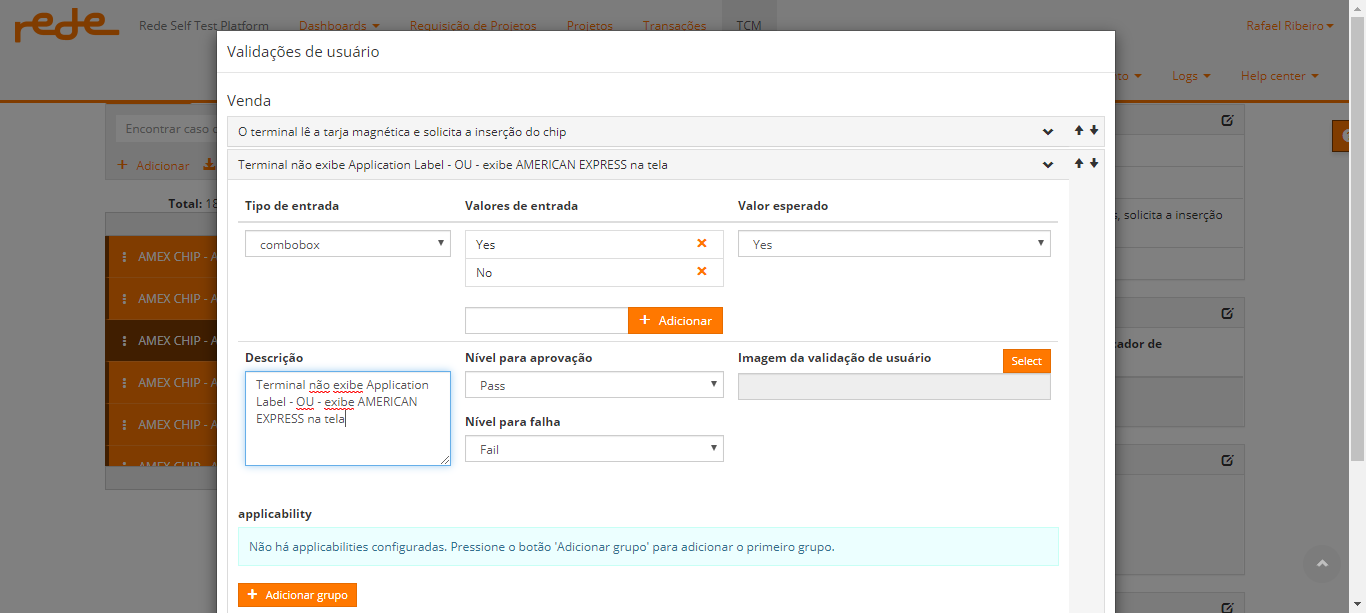 rede
Rede Self Test Platform
Dashboards
Requisição de Projetos
Projetos
Transações
TCM
Rafael Ribeiro
Validações de usuário
Logs
Help center
Venda
Encontrar caso
O terminal lê a tarja magnética e solicita a inserção do chip
Adicionar
Terminal não exibe Application Label - OU - exibe AMERICAN EXPRESS na tela
Total: 18
Tipo de entrada
Valores de entrada
Valor esperado
, solicita a inserção
combobox
Yes
Yes
AMEX CHIP - A
No
AMEX CHIP - A
Adicionar
AMEX CHIP - A
Descrição
Nível para aprovação
Imagem da validação de usuário
Select
Terminal não exibe Application
Label - OU - exibe AMERICAN
EXPRESS na tela
Pass
AMEX CHIP - A
Nível para falha
AMEX CHIP - A
Fail
AMEX CHIP - A
applicability
Não há applicabilities configuradas. Pressione o botão 'Adicionar grupo' para adicionar o primeiro grupo.
Adicionar grupo